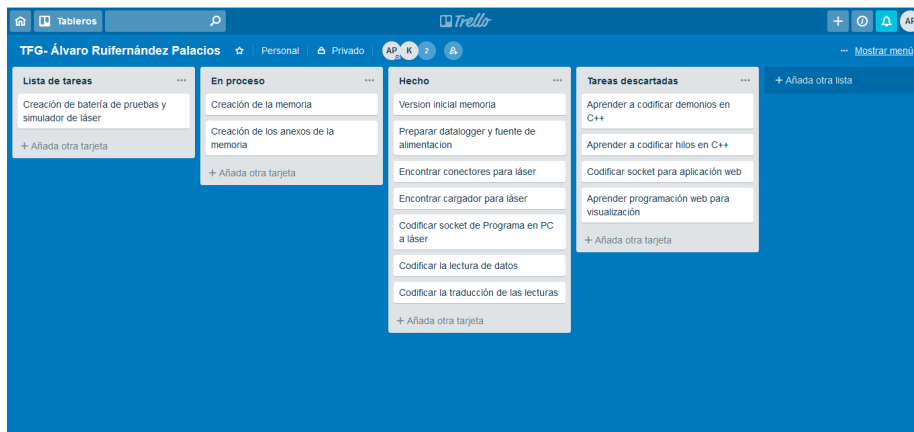 Tableros
Trello
TFG- Álvaro Ruifernández Palacios
Personal
Privado
AP K 2
··· Mostrar menú
Lista de tareas ···
Creación de batería de pruebas y
simulador de láser
+ Añada otra tarjeta
En proceso ···
Creación de la memoria
Creación de los anexos de la
memoria
+ Añada otra tarjeta
Hecho ···
Version inicial memoria
Preparar datalogger y fuente de
alimentacion
Encontrar conectores para láser
Encontrar cargador para láser
Codificar socket de Programa en PC
a láser
Codificar la lectura de datos
Codificar la traducción de las lecturas
+ Añada otra tarjeta
Tareas descartadas ···
Aprender a codificar demonios en
C++
Aprender a codificar hilos en C++
Codificar socket para aplicación web
Aprender programación web para
visualización
+ Añada otra tarjeta
+ Añada otra lista